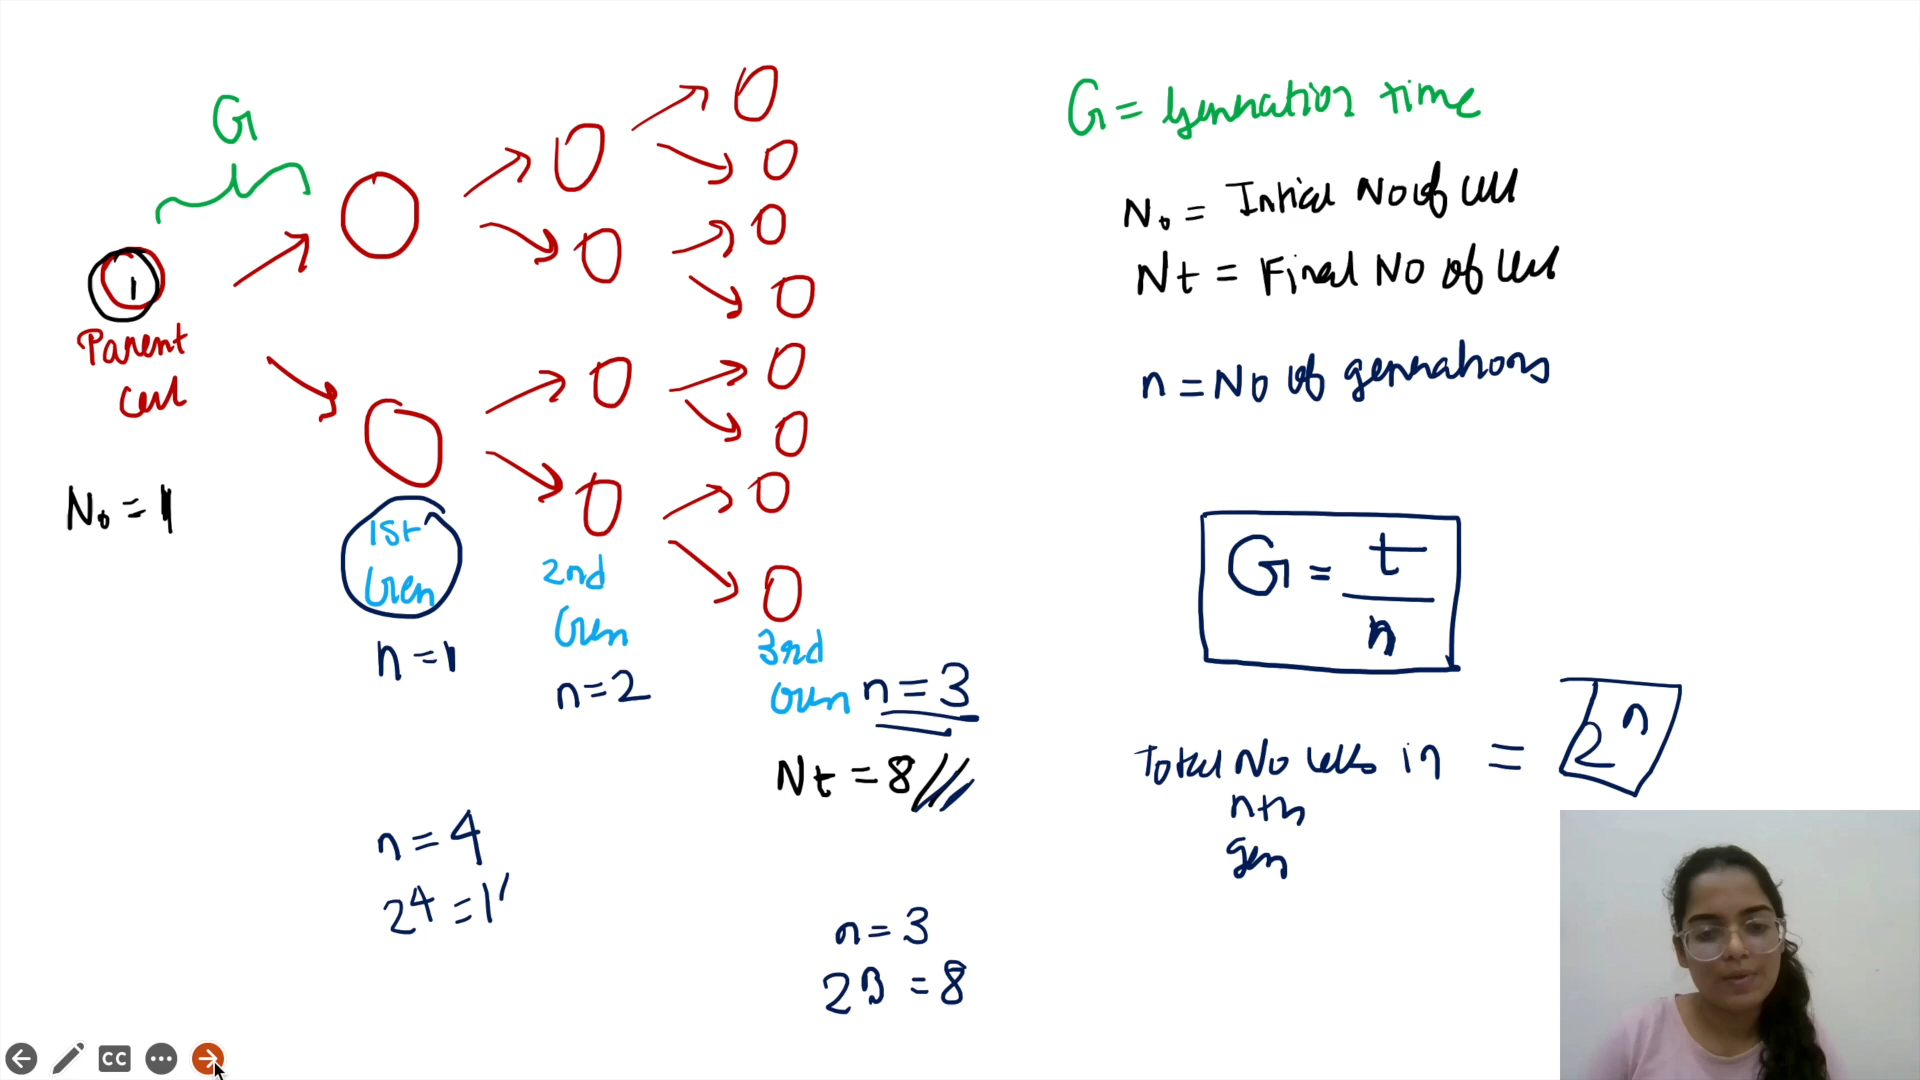 G
G = Generation time
N₀ = Initial No of cell
Nt = Final No of cell
n = No of generations
1
Parent
cell
N₀ = 1
1st
Gen
n = 1
2nd
Gen
n = 2
3rd
Gen n = 3
Nt = 8
G = t/n
Total No cells in = 2ⁿ
nth
gen
n = 4
2⁴ = 1
n = 3
2³ = 8
CC